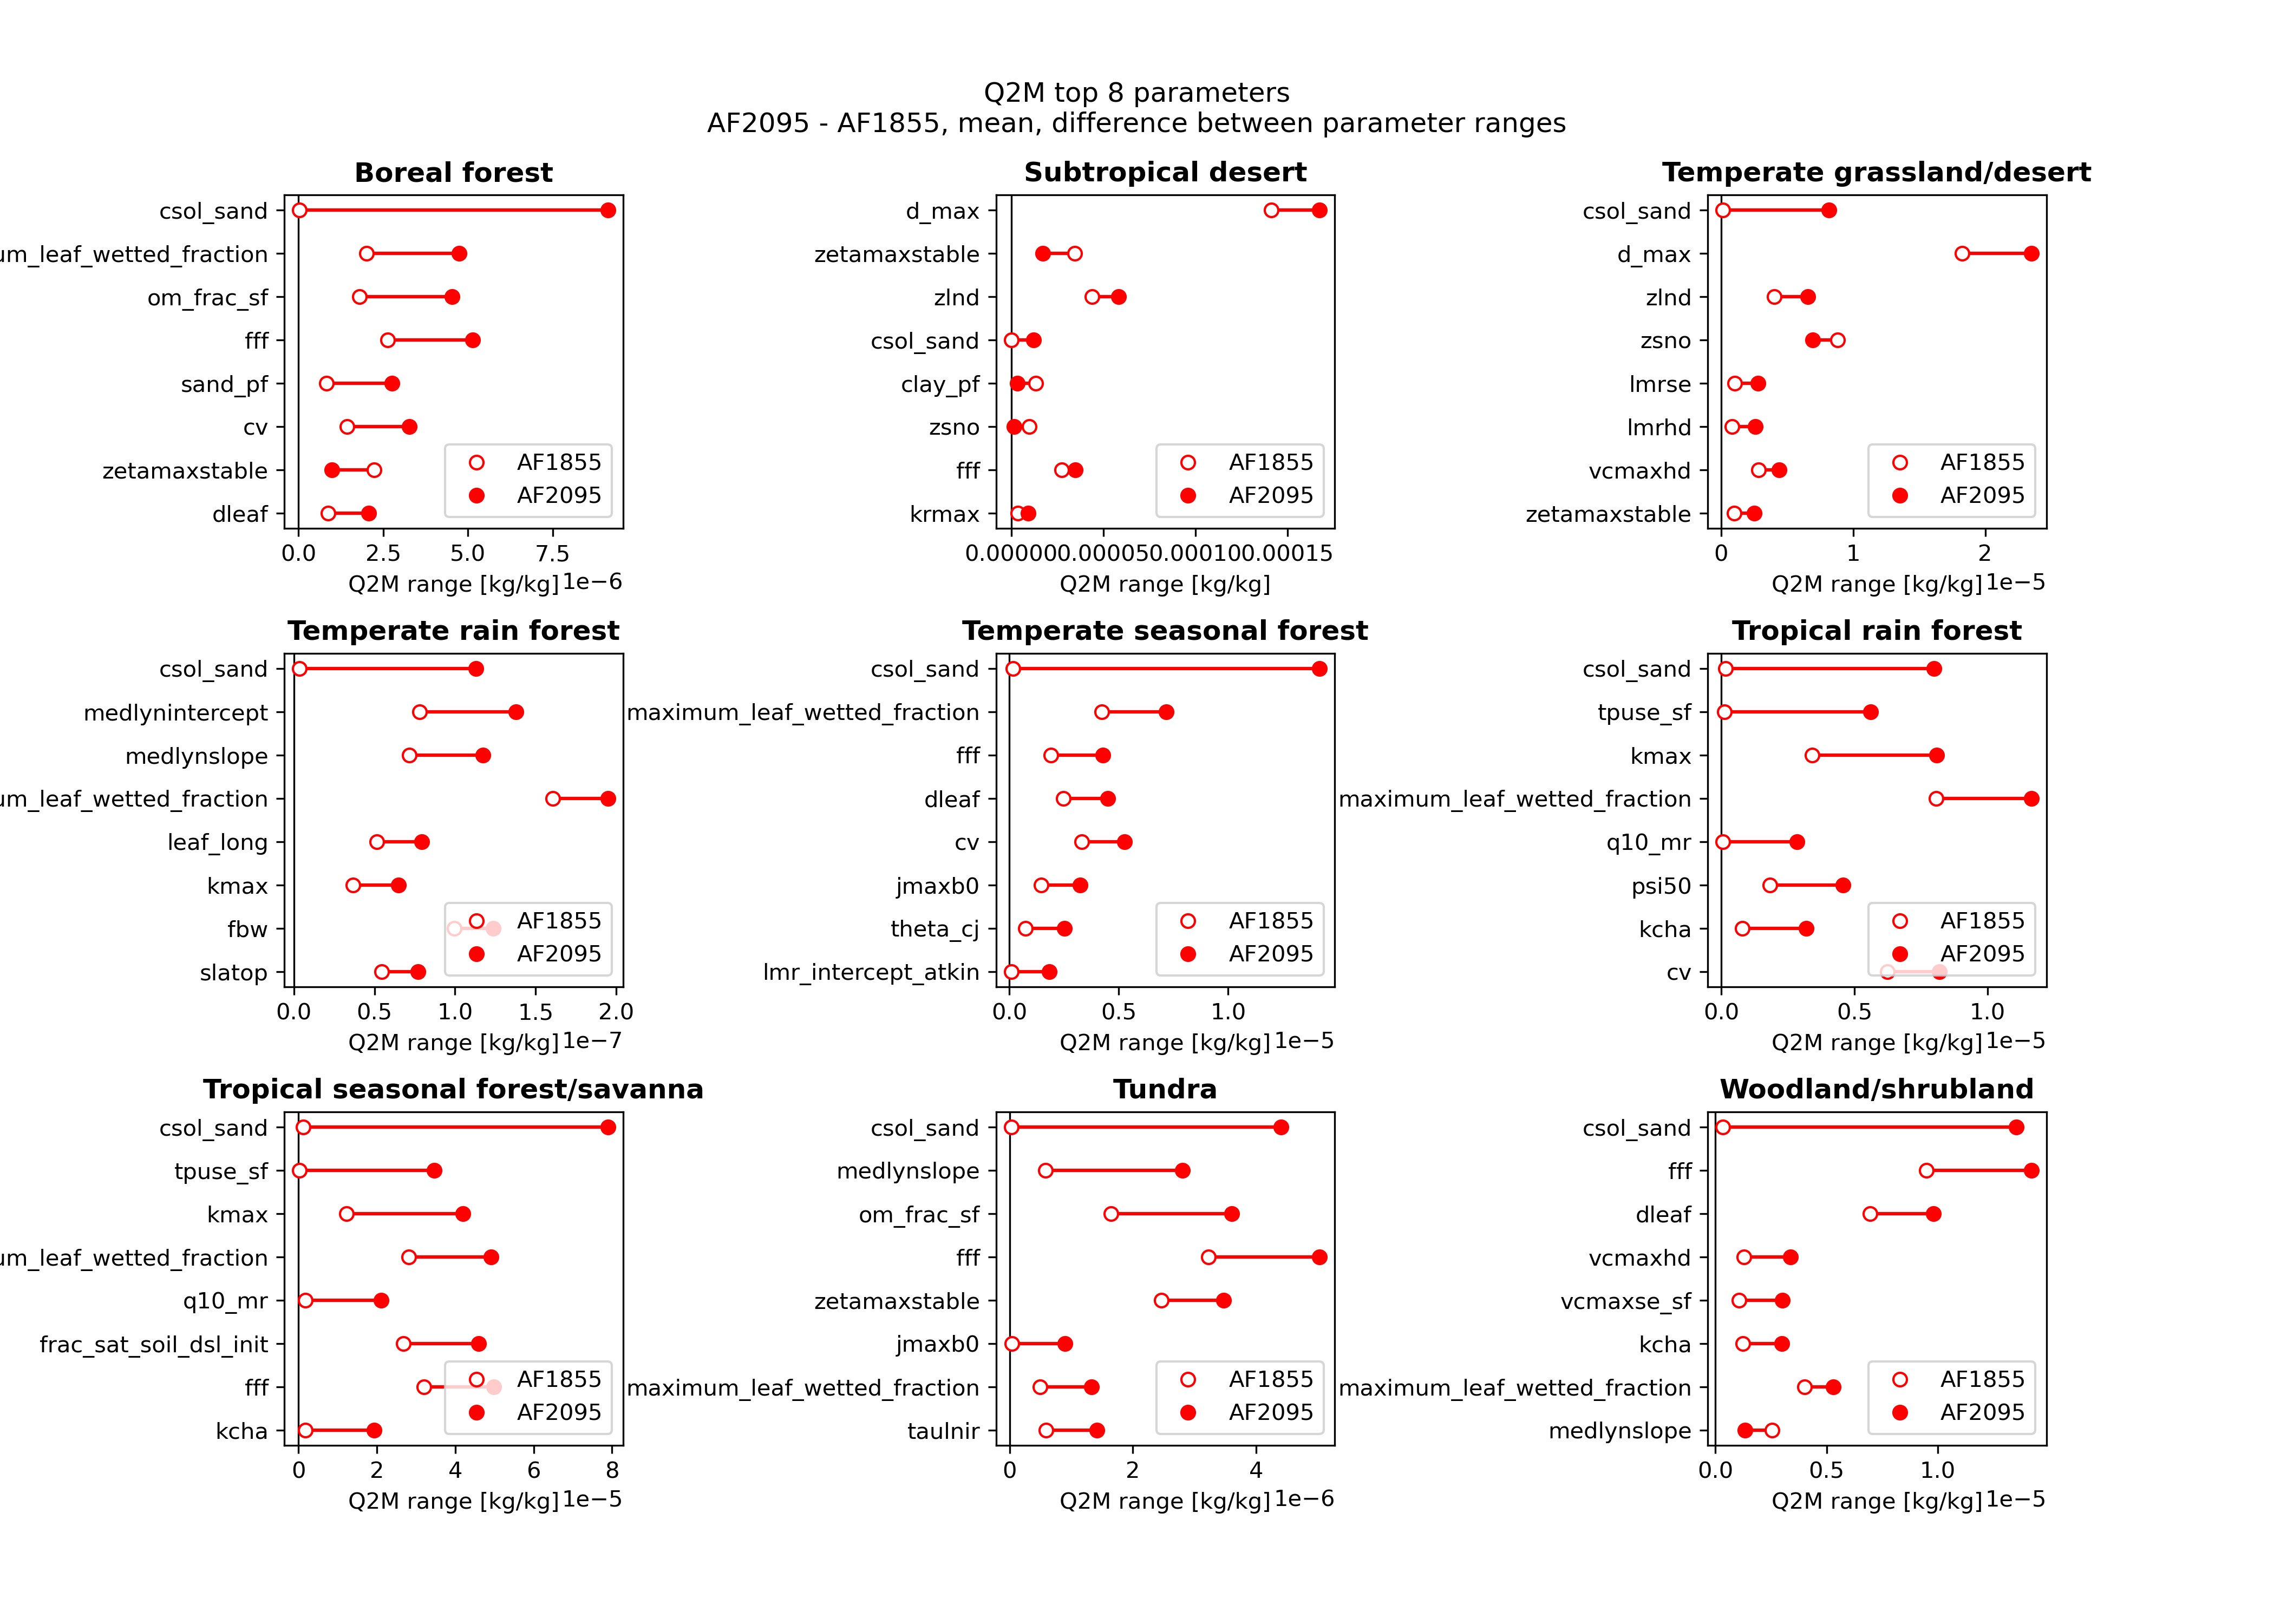 Q2M top 8 parameters
AF2095 - AF1855, mean, difference between parameter ranges
Boreal forest
csol_sand
um_leaf_wetted_fraction
om_frac_sf
fff
sand_pf
cv
zetamaxstable
dleaf
AF1855
AF2095
0.0 2.5 5.0 7.5
Q2M range [kg/kg] 1e−6
Subtropical desert
d_max
zetamaxstable
zlnd
csol_sand
clay_pf
zsno
fff
krmax
AF1855
AF2095
0.00000 0.00005 0.00010 0.00015
Q2M range [kg/kg]
Temperate grassland/desert
csol_sand
d_max
zlnd
zsno
lmrse
lmrhd
vcmaxhd
zetamaxstable
AF1855
AF2095
0 1 2
Q2M range [kg/kg] 1e−5
Temperate rain forest
csol_sand
medlynintercept
medlynslope
um_leaf_wetted_fraction
leaf_long
kmax
fbw
slatop
AF1855
AF2095
0.0 0.5 1.0 1.5 2.0
Q2M range [kg/kg] 1e−7
Temperate seasonal forest
csol_sand
maximum_leaf_wetted_fraction
fff
dleaf
cv
jmaxb0
theta_cj
lmr_intercept_atkin
AF1855
AF2095
0.0 0.5 1.0
Q2M range [kg/kg] 1e−5
Tropical rain forest
csol_sand
tpuse_sf
kmax
maximum_leaf_wetted_fraction
q10_mr
psi50
kcha
cv
AF1855
AF2095
0.0 0.5 1.0
Q2M range [kg/kg] 1e−5
Tropical seasonal forest/savanna
csol_sand
tpuse_sf
kmax
um_leaf_wetted_fraction
q10_mr
frac_sat_soil_dsl_init
fff
kcha
AF1855
AF2095
0 2 4 6 8
Q2M range [kg/kg] 1e−5
Tundra
csol_sand
medlynslope
om_frac_sf
fff
zetamaxstable
jmaxb0
maximum_leaf_wetted_fraction
taulnir
AF1855
AF2095
0 2 4
Q2M range [kg/kg] 1e−6
Woodland/shrubland
csol_sand
fff
dleaf
vcmaxhd
vcmaxse_sf
kcha
maximum_leaf_wetted_fraction
medlynslope
AF1855
AF2095
0.0 0.5 1.0
Q2M range [kg/kg] 1e−5